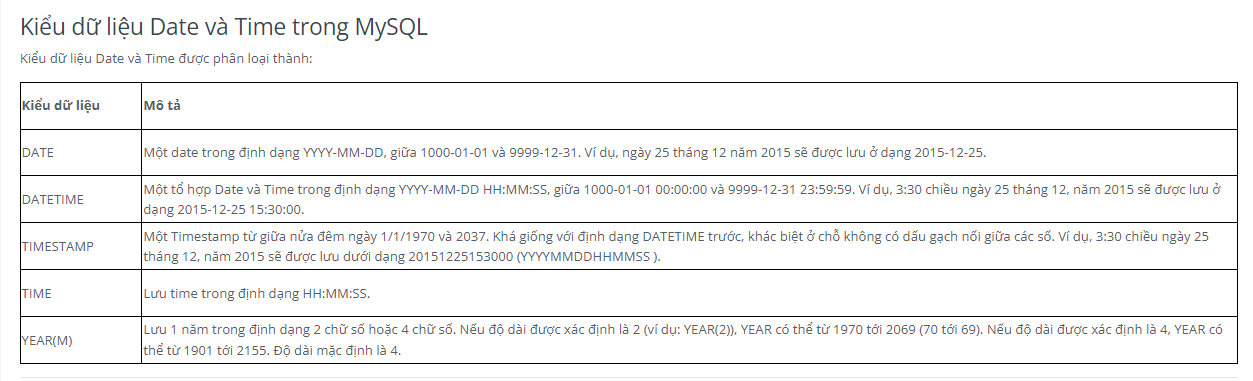 Kiểu dữ liệu Date và Time trong MySQL
Kiểu dữ liệu Date và Time được phân loại thành:
Kiểu dữ liệu
Mô tả
DATE
Một date trong định dạng YYYY-MM-DD, giữa 1000-01-01 và 9999-12-31. Ví dụ, ngày 25 tháng 12 năm 2015 sẽ được lưu ở dạng 2015-12-25.
DATETIME
Một tổ hợp Date và Time trong định dạng YYYY-MM-DD HH:MM:SS, giữa 1000-01-01 00:00:00 và 9999-12-31 23:59:59. Ví dụ, 3:30 chiều ngày 25 tháng 12, năm 2015 sẽ được lưu ở
dạng 2015-12-25 15:30:00.
TIMESTAMP
Một Timestamp từ giữa nửa đêm ngày 1/1/1970 và 2037. Khá giống với định dạng DATETIME trước, khác biệt ở chỗ không có dấu gạch nối giữa các số. Ví dụ, 3:30 chiều ngày 25
tháng 12, năm 2015 sẽ được lưu dưới dạng 20151225153000 (YYYYMMDDHHMMSS ).
TIME
Lưu time trong định dạng HH:MM:SS.
YEAR(M)
Lưu 1 năm trong định dạng 2 chữ số hoặc 4 chữ số. Nếu độ dài được xác định là 2 (ví dụ: YEAR(2)), YEAR có thể từ 1970 tới 2069 (70 tới 69). Nếu độ dài được xác định là 4, YEAR có
thể từ 1901 tới 2155. Độ dài mặc định là 4.